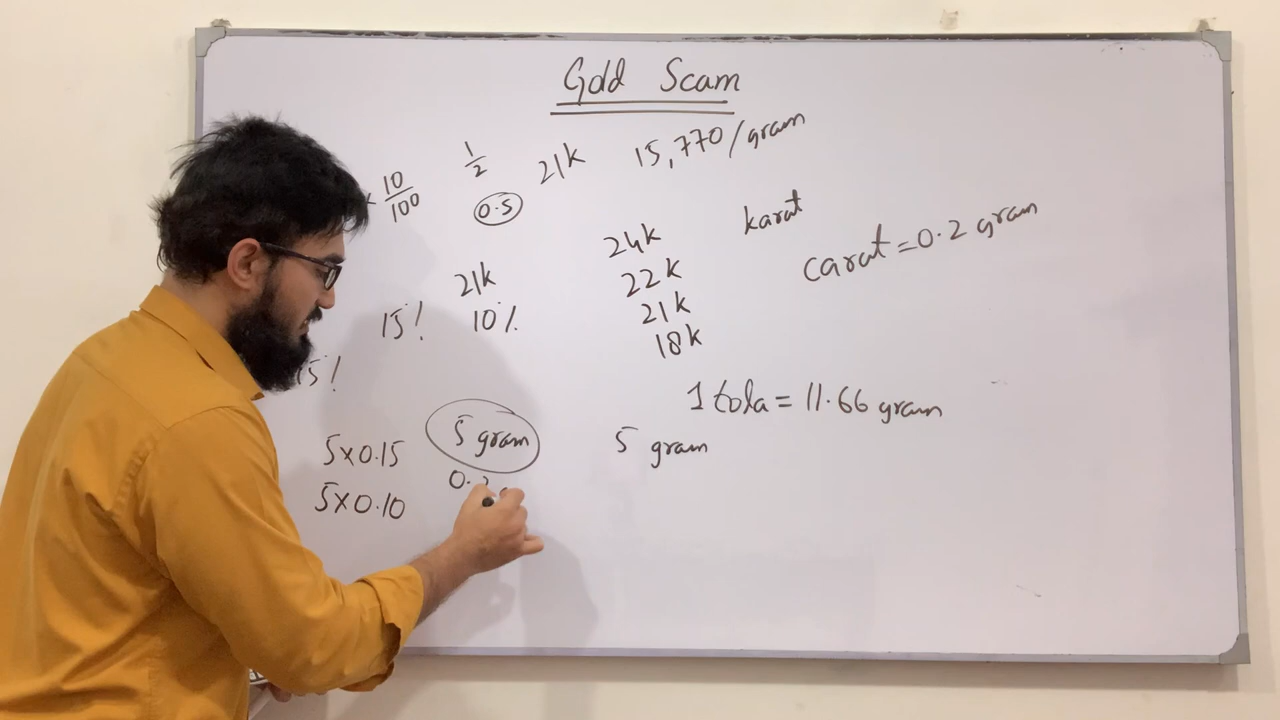 Gold Scam
10/100
1/2
21k
15,770/gram
0.5
24k
karat
carat = 0.2 gram
21k
22k
15%
10%
21k
18k
1 tola = 11.66 gram
5×0.15
5 gram
5 gram
5×0.10